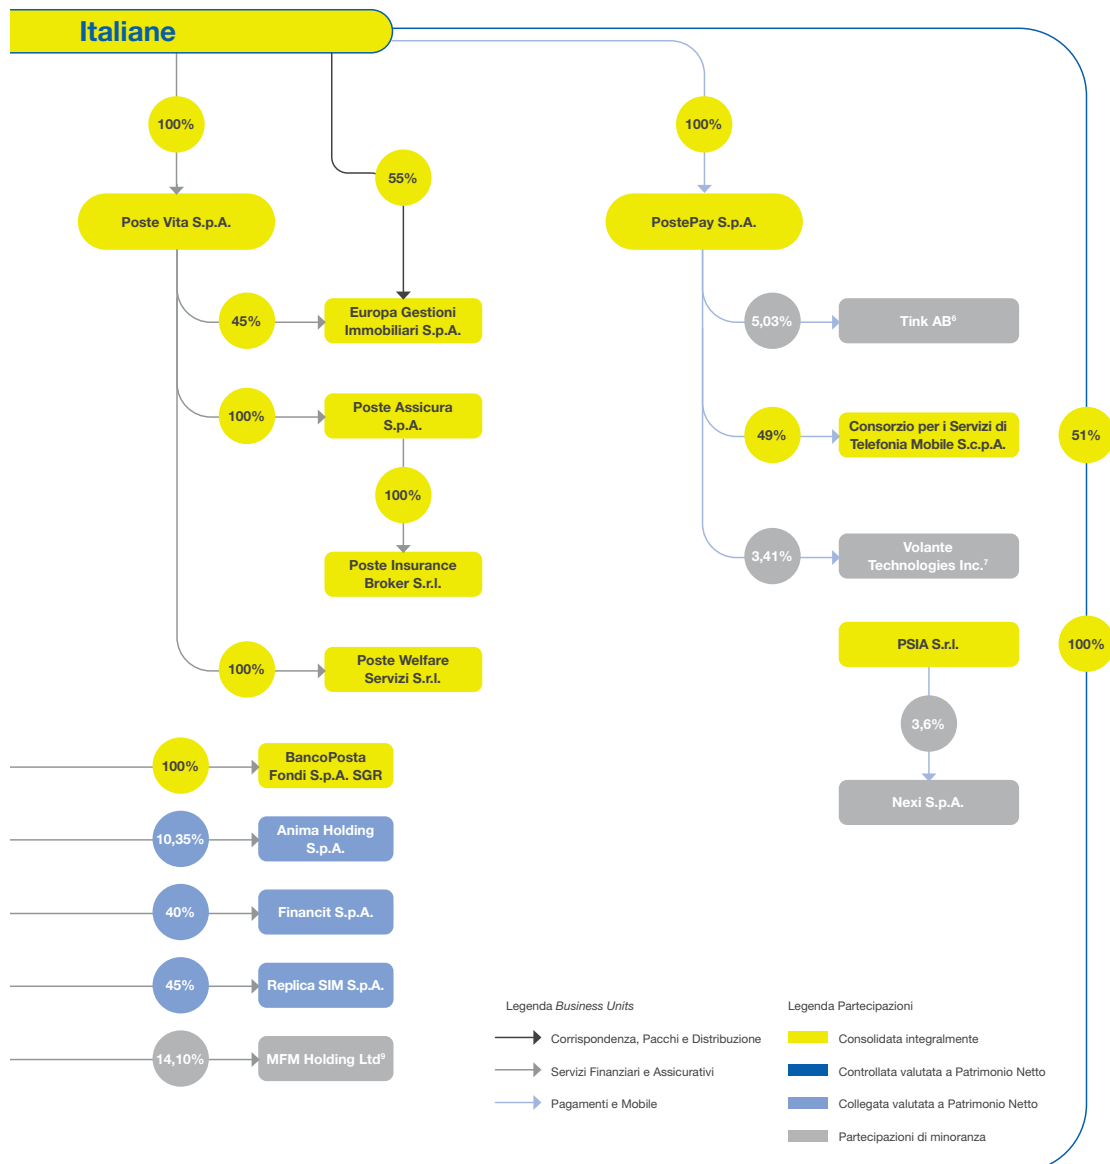 Italiane
100%
100%
55%
Poste Vita S.p.A.
PostePay S.p.A.
45%
Europa Gestioni
Immobiliari S.p.A.
5,03%
Tink AB⁶
100%
Poste Assicura
S.p.A.
49%
Consorzio per i Servizi di
Telefonia Mobile S.c.p.A.
51%
100%
Poste Insurance
Broker S.r.l.
3,41%
Volante
Technologies Inc.⁷
PSIA S.r.l.
100%
100%
Poste Welfare
Servizi S.r.l.
3,6%
Nexi S.p.A.
100%
BancoPosta
Fondi S.p.A. SGR
10,35%
Anima Holding
S.p.A.
40%
Financit S.p.A.
45%
Replica SIM S.p.A.
14,10%
MFM Holding Ltd⁹
Legenda Business Units
Corrispondenza, Pacchi e Distribuzione
Servizi Finanziari e Assicurativi
Pagamenti e Mobile
Legenda Partecipazioni
Consolidata integralmente
Controllata valutata a Patrimonio Netto
Collegata valutata a Patrimonio Netto
Partecipazioni di minoranza